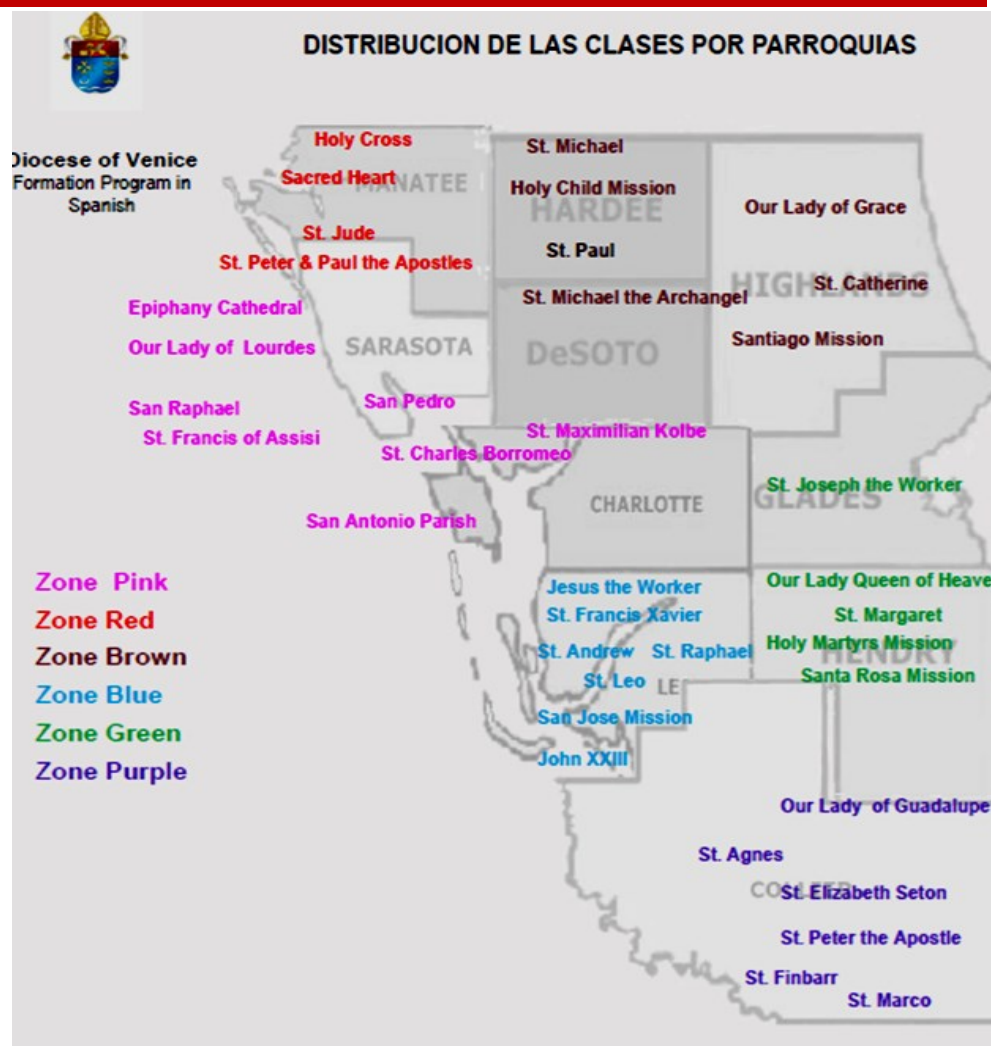 DISTRIBUCION DE LAS CLASES POR PARROQUIAS
Diocese of Venice
Formation Program in
Spanish
Holy Cross
Sacred Heart
MANATEE
St. Jude
St. Peter & Paul the Apostles
St. Michael
Holy Child Mission
HARDEE
St. Paul
Our Lady of Grace
HIGHLANDS
St. Catherine
St. Michael the Archangel
Santiago Mission
DeSOTO
Epiphany Cathedral
Our Lady of Lourdes
SARASOTA
San Raphael
San Pedro
St. Francis of Assisi
St. Maximilian Kolbe
St. Charles Borromeo
San Antonio Parish
CHARLOTTE
St. Joseph the Worker
GLADES
Zone Pink
Zone Red
Zone Brown
Zone Blue
Zone Green
Zone Purple
Jesus the Worker
St. Francis Xavier
St. Andrew St. Raphael
St. Leo
LE
San Jose Mission
John XXIII
Our Lady Queen of Heave
St. Margaret
Holy Martyrs Mission
HENDRY
Santa Rosa Mission
Our Lady of Guadalupe
St. Agnes
COLLIER
St. Elizabeth Seton
St. Peter the Apostle
St. Finbarr
St. Marco